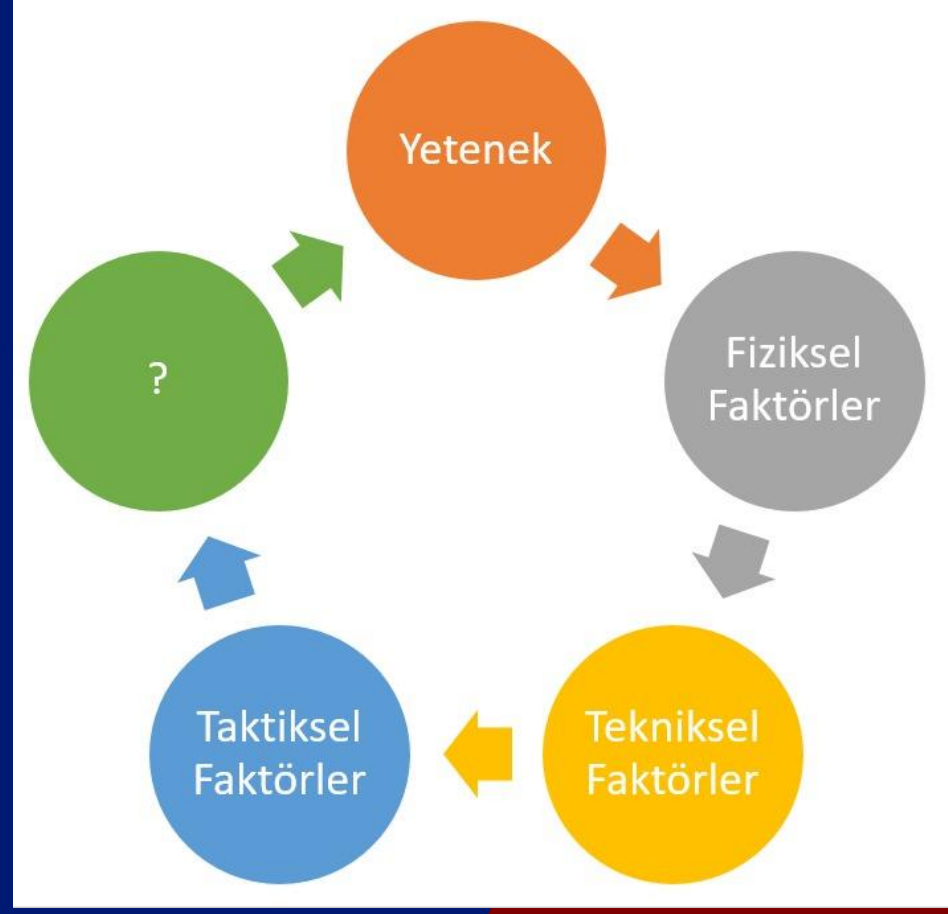 Yetenek
Fiziksel
Faktörler
Tekniksel
Faktörler
Taktiksel
Faktörler
?